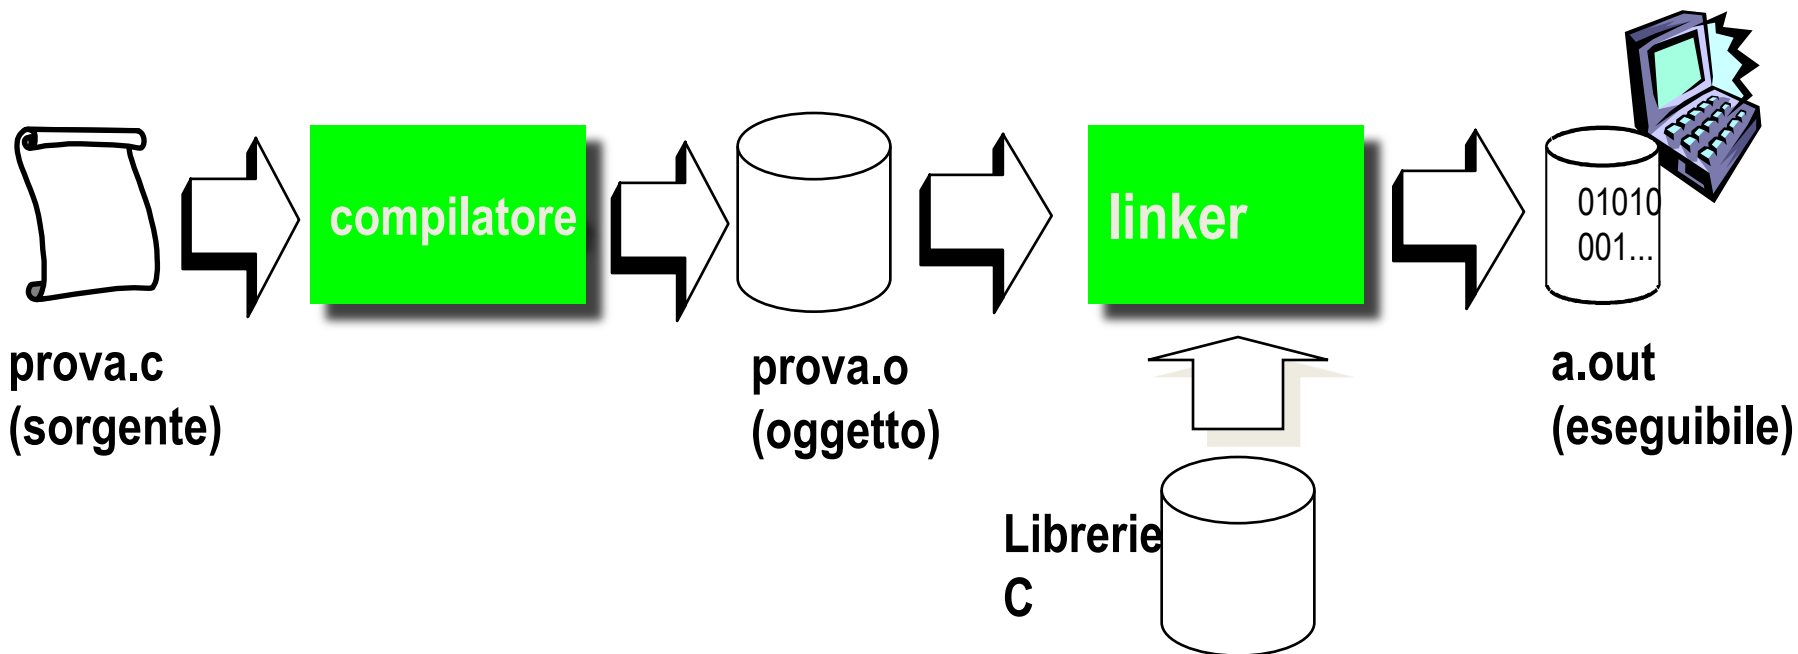 compilatore
linker
01010
001...
prova.c
(sorgente)
prova.o
(oggetto)
a.out
(eseguibile)
Librerie
C